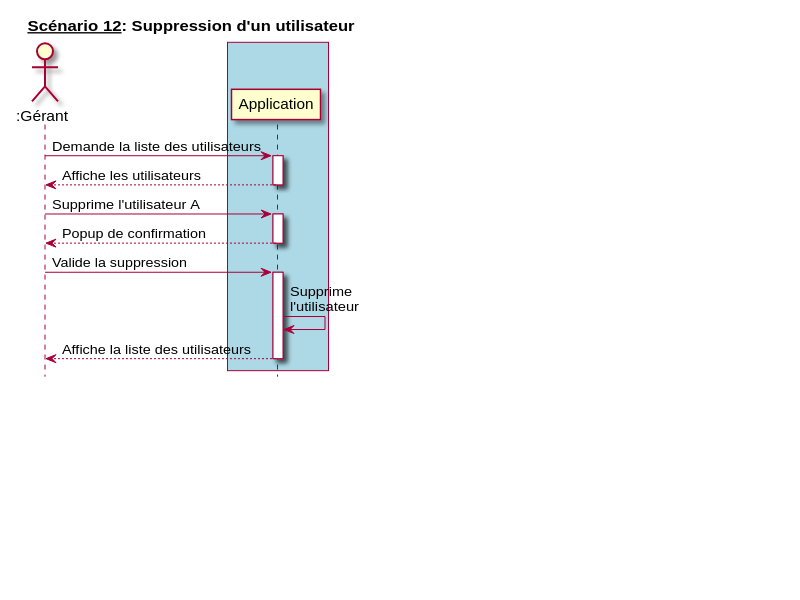 Scénario 12: Suppression d'un utilisateur
:Gérant
Application
Demande la liste des utilisateurs
Affiche les utilisateurs
Supprime l'utilisateur A
Popup de confirmation
Valide la suppression
Supprime
l'utilisateur
Affiche la liste des utilisateurs